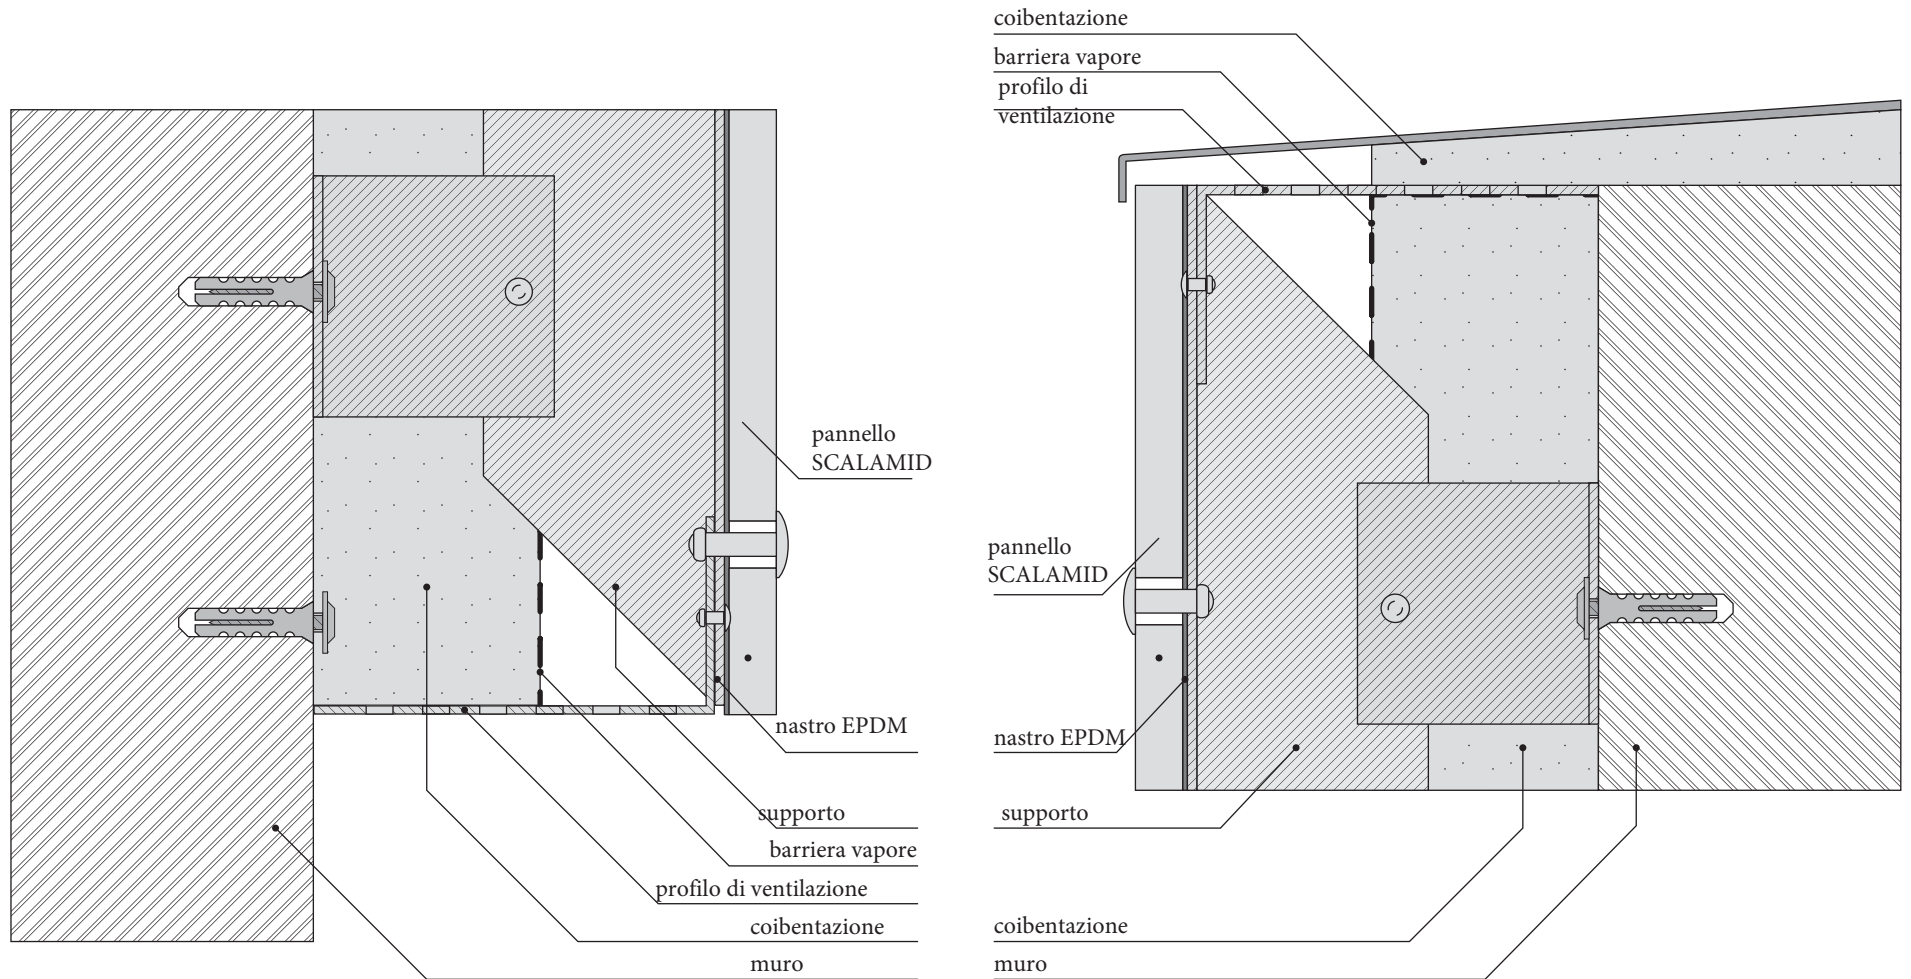 pannello
SCALAMID
nastro EPDM
supporto
barriera vapore
profilo di ventilazione
coibentazione
muro
coibentazione
barriera vapore
profilo di
ventilazione
pannello
SCALAMID
nastro EPDM
supporto
coibentazione
muro